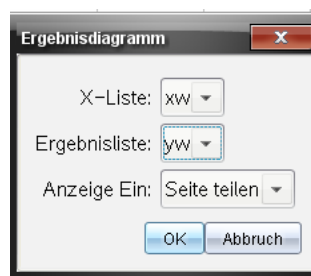 Ergebnisdiagramm
X-Liste: xw
Ergebnisliste: yw
Anzeige Ein: Seite teilen
OK Abbruch